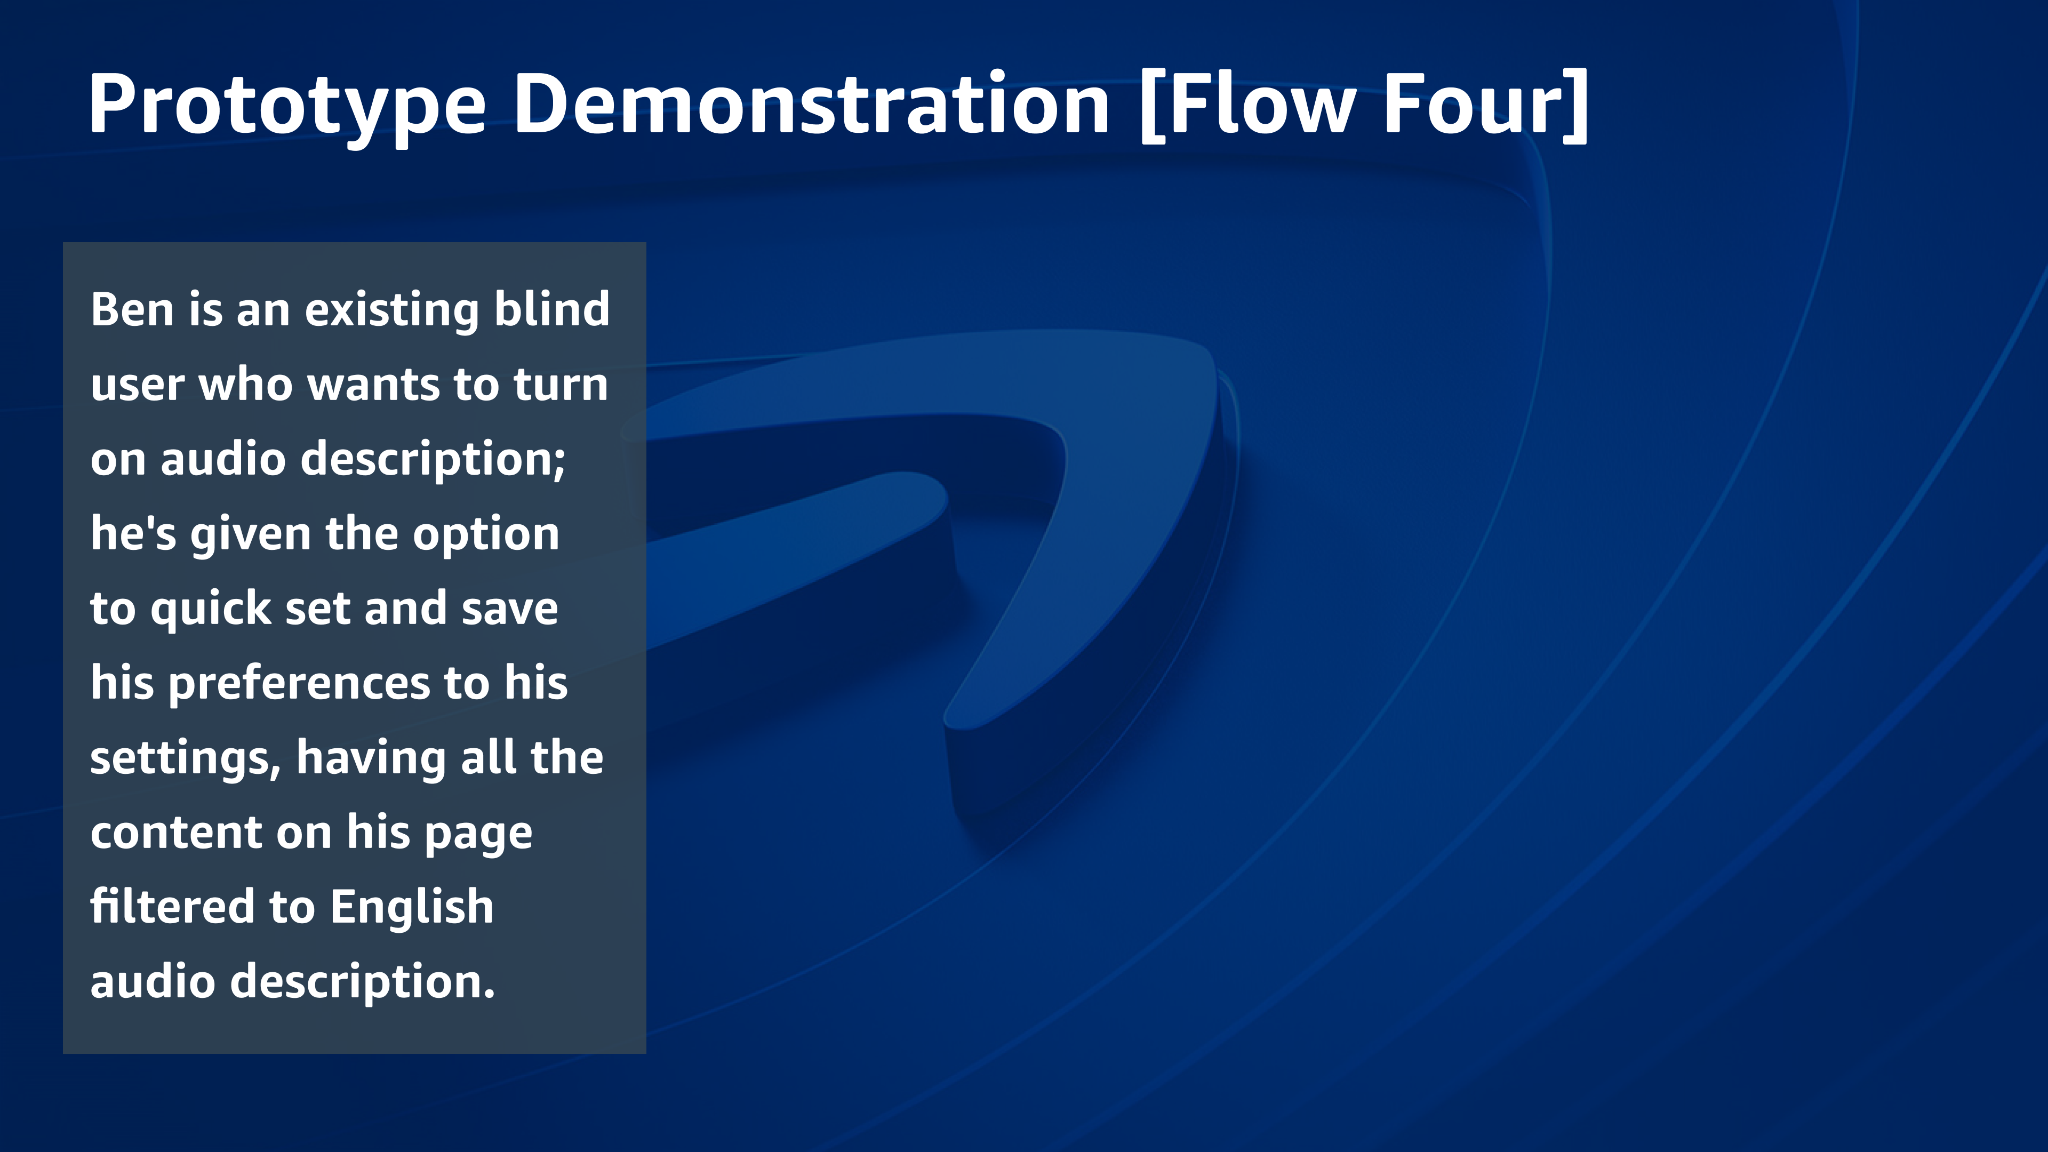 Prototype Demonstration [Flow Four]
Ben is an existing blind
user who wants to turn
on audio description;
he's given the option
to quick set and save
his preferences to his
settings, having all the
content on his page
filtered to English
audio description.